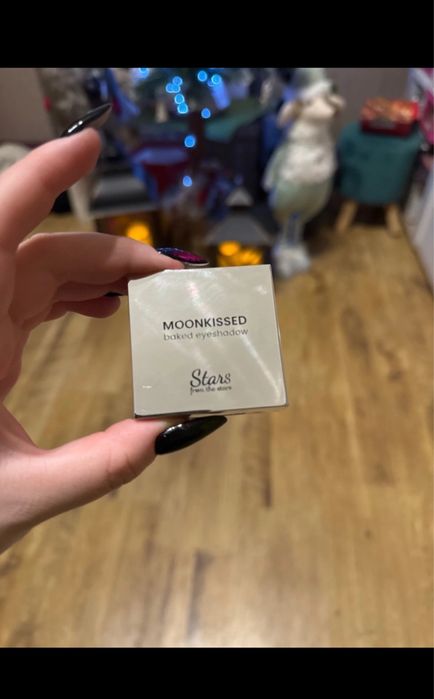 MOONKISSED
baked eyeshadow
Stars
from the stars